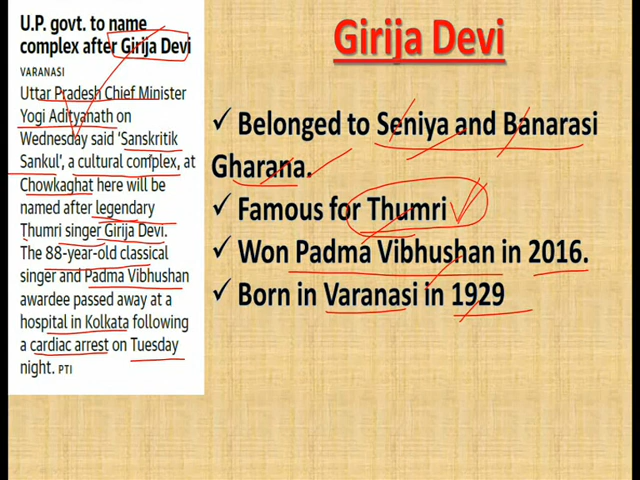 U.P. govt. to name
complex after Girija Devi
VARANASI
Uttar Pradesh Chief Minister
Yogi Adityanath on
Wednesday said ‘Sanskritik
Sankul’, a cultural complex, at
Chowkaghat here will be
named after legendary
Thumri singer Girija Devi.
The 88-year-old classical
singer and Padma Vibhushan
awardee passed away at a
hospital in Kolkata following
a cardiac arrest on Tuesday
night. PTI
Girija Devi
✓ Belonged to Seniya and Banarasi
Gharana.
✓ Famous for Thumri
✓ Won Padma Vibhushan in 2016.
✓ Born in Varanasi in 1929